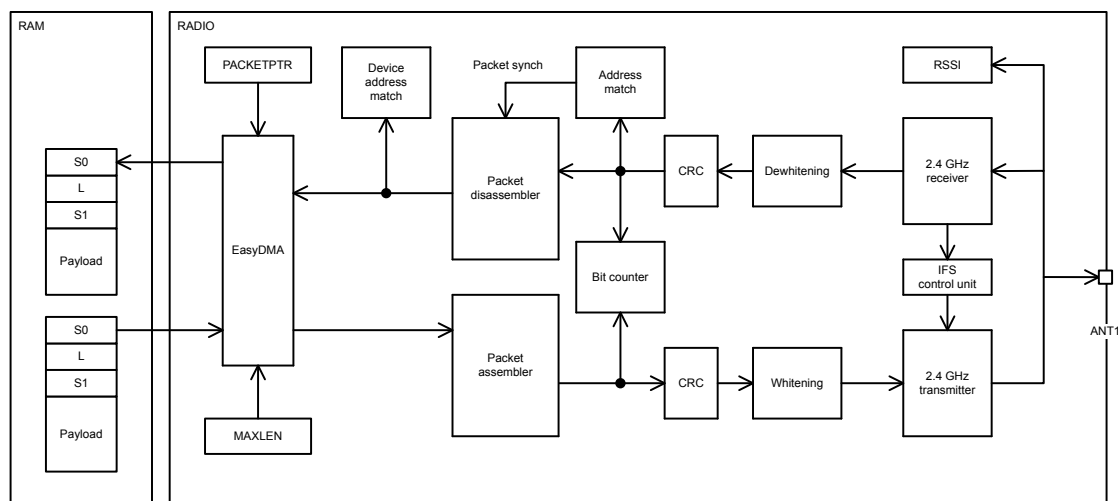 RAM
RADIO
PACKETPTR
Device
address
match
Packet synch
Address
match
RSSI
S0
L
S1
Payload
EasyDMA
Packet
disassembler
CRC
Dewhitening
2.4 GHz
receiver
Bit counter
IFS
control unit
ANT1
S0
L
S1
Payload
Packet
assembler
CRC
Whitening
2.4 GHz
transmitter
MAXLEN